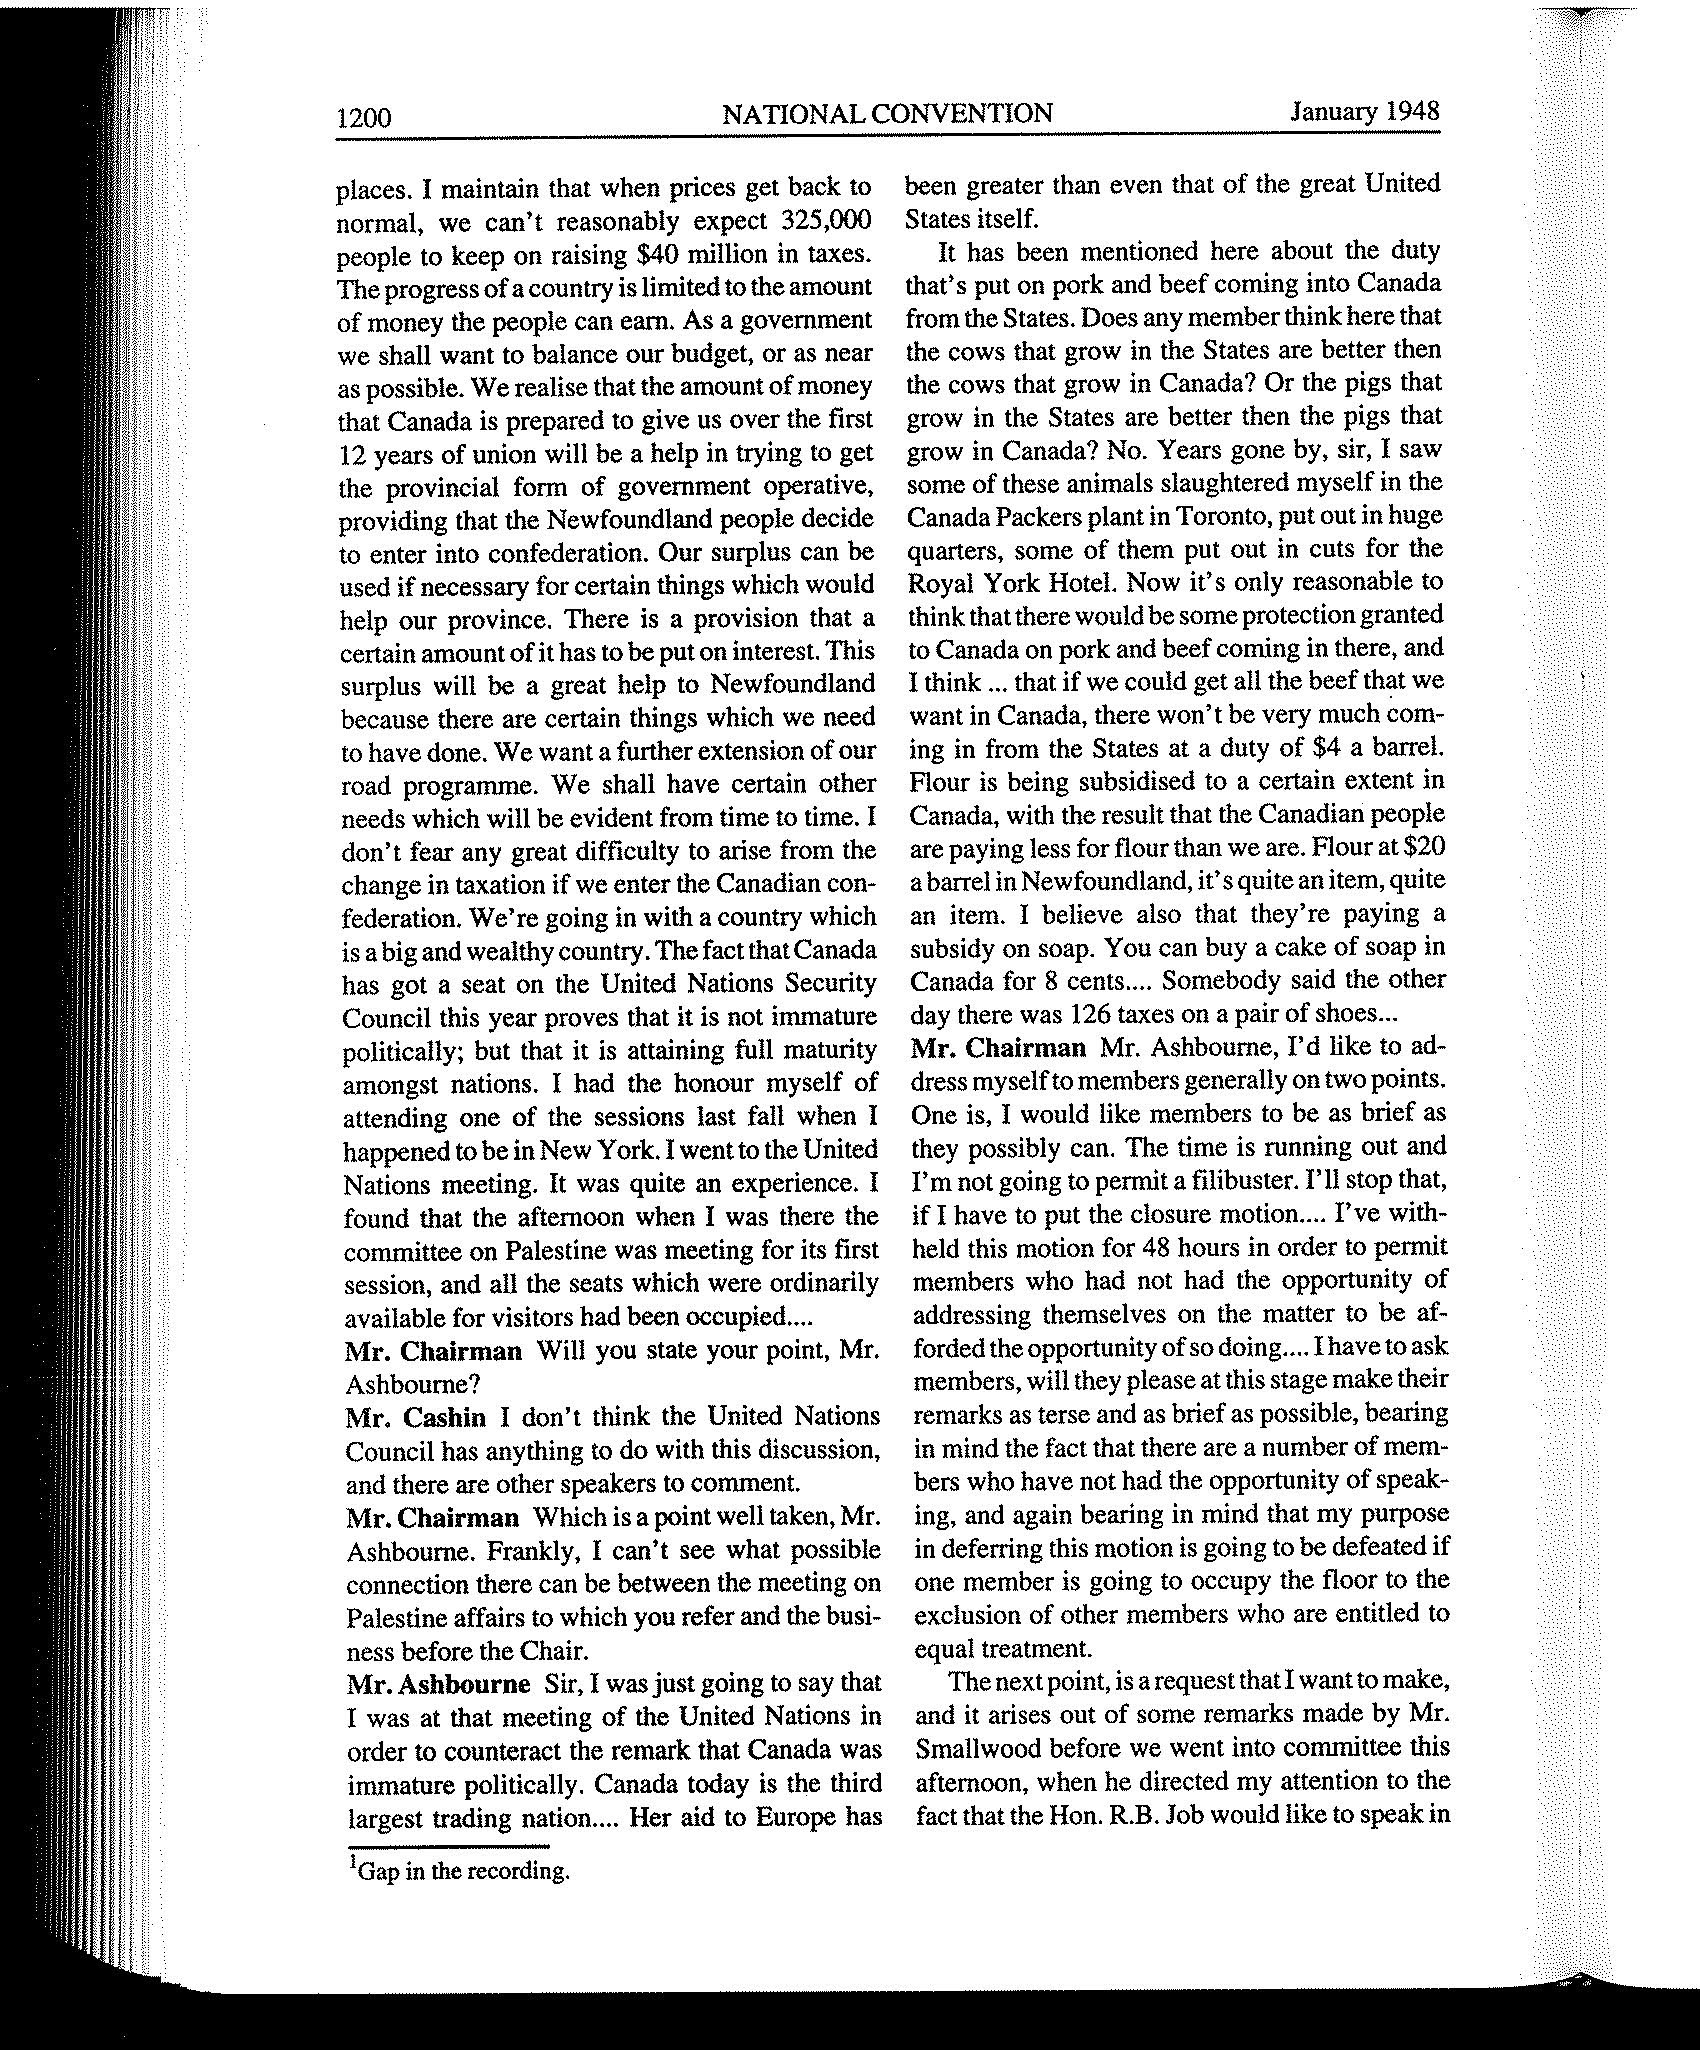 1200 NATIONAL CONVENTION January 1948
places. I maintain that when prices get back to
normal, we can't reasonably expect 325,000
people to keep on raising $40 million in taxes.
The progress of a country is limited to the amount
of money the people can earn. As a government
we shall want to balance our budget, or as near
as possible. We realise that the amount of money
that Canada is prepared to give us over the first
12 years of union will be a help in trying to get
the provincial form of government operative,
providing that the Newfoundland people decide
to enter into confederation. Our surplus can be
used if necessary for certain things which would
help our province. There is a provision that a
certain amount of it has to be put on interest. This
surplus will be a great help to Newfoundland
because there are certain things which we need
to have done. We want a further extension of our
road programme. We shall have certain other
needs which will be evident from time to time. I
don't fear any great difficulty to arise from the
change in taxation if we enter the Canadian con-
federation. We're going in with a country which
is a big and wealthy country. The fact that Canada
has got a seat on the United Nations Security
Council this year proves that it is not immature
politically; but that it is attaining full maturity
amongst nations. I had the honour myself of
attending one of the sessions last fall when I
happened to be in New York. I went to the United
Nations meeting. It was quite an experience. I
found that the afternoon when I was there the
committee on Palestine was meeting for its first
session, and all the seats which were ordinarily
available for visitors had been occupied....
Mr. Chairman Will you state your point, Mr.
Ashbourne?
Mr. Cashin I don't think the United Nations
Council has anything to do with this discussion,
and there are other speakers to comment.
Mr. Chairman Which is a point well taken, Mr.
Ashbourne. Frankly, I can't see what possible
connection there can be between the meeting on
Palestine affairs to which you refer and the busi-
ness before the Chair.
Mr. Ashbourne Sir, I was just going to say that
I was at that meeting of the United Nations in
order to counteract the remark that Canada was
immature politically. Canada today is the third
largest trading nation.... Her aid to Europe has
1Gap in the recording.
been greater than even that of the great United
States itself.
It has been mentioned here about the duty
that's put on pork and beef coming into Canada
from the States. Does any member think here that
the cows that grow in the States are better then
the cows that grow in Canada? Or the pigs that
grow in the States are better then the pigs that
grow in Canada? No. Years gone by, sir, I saw
some of these animals slaughtered myself in the
Canada Packers plant in Toronto, put out in huge
quarters, some of them put out in cuts for the
Royal York Hotel. Now it's only reasonable to
think that there would be some protection granted
to Canada on pork and beef coming in there, and
I think ... that if we could get all the beef that we
want in Canada, there won't be very much com-
ing in from the States at a duty of $4 a barrel.
Flour is being subsidised to a certain extent in
Canada, with the result that the Canadian people
are paying less for flour than we are. Flour at $20
a barrel in Newfoundland, it's quite an item, quite
an item. I believe also that they're paying a
subsidy on soap. You can buy a cake of soap in
Canada for 8 cents.... Somebody said the other
day there was 126 taxes on a pair of shoes...
Mr. Chairman Mr. Ashbourne, I'd like to ad-
dress myself to members generally on two points.
One is, I would like members to be as brief as
they possibly can. The time is running out and
I'm not going to permit a filibuster. I'll stop that,
if I have to put the closure motion.... I've with-
held this motion for 48 hours in order to permit
members who had not had the opportunity of
addressing themselves on the matter to be af-
forded the opportunity of so doing.... I have to ask
members, will they please at this stage make their
remarks as terse and as brief as possible, bearing
in mind the fact that there are a number of mem-
bers who have not had the opportunity of speak-
ing, and again bearing in mind that my purpose
in deferring this motion is going to be defeated if
one member is going to occupy the floor to the
exclusion of other members who are entitled to
equal treatment.
The next point, is a request that I want to make,
and it arises out of some remarks made by Mr.
Smallwood before we went into committee this
afternoon, when he directed my attention to the
fact that the Hon. R.B. Job would like to speak in